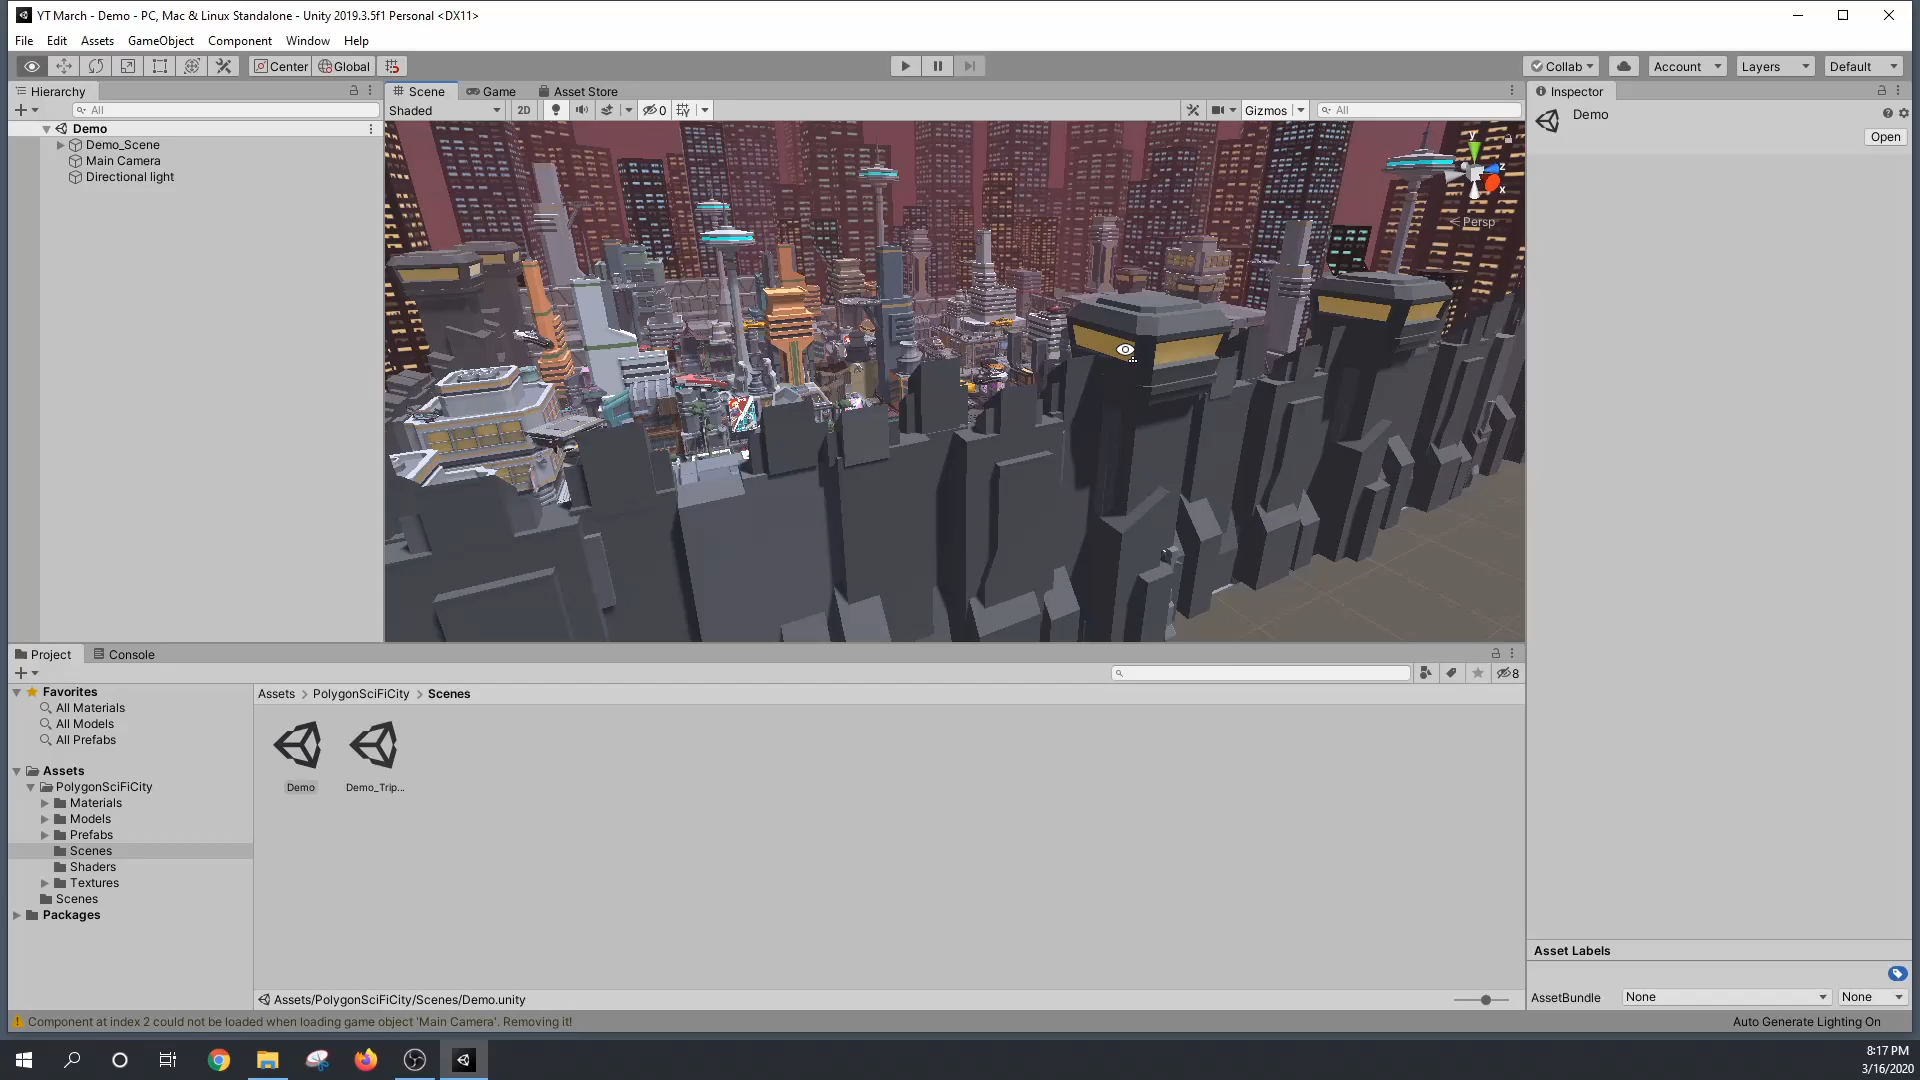 YT March - Demo - PC, Mac & Linux Standalone - Unity 2019.3.5f1 Personal <DX11>
File Edit Assets GameObject Component Window Help
Center Global Collab Account Layers Default
Hierarchy
All
Demo
Demo_Scene
Main Camera
Directional light
Scene Game Asset Store
Shaded 2D 0 Gizmos All
y
z
x
Persp
Inspector
Demo
Open
Project Console
8
Favorites
All Materials
All Models
All Prefabs
Assets
PolygonSciFiCity
Materials
Models
Prefabs
Scenes
Shaders
Textures
Scenes
Packages
Assets > PolygonSciFiCity > Scenes
Demo Demo_Trip...
Assets/PolygonSciFiCity/Scenes/Demo.unity
Asset Labels
AssetBundle None None
Component at index 2 could not be loaded when loading game object 'Main Camera'. Removing it!
Auto Generate Lighting On
8:17 PM
3/16/2020